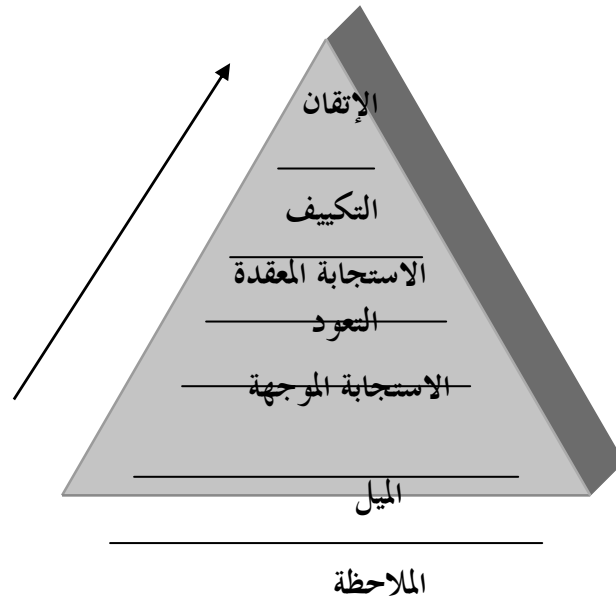 الإتقان
التكييف
الاستجابة المعقدة
التعود
الاستجابة الموجهة
الميل
الملاحظة